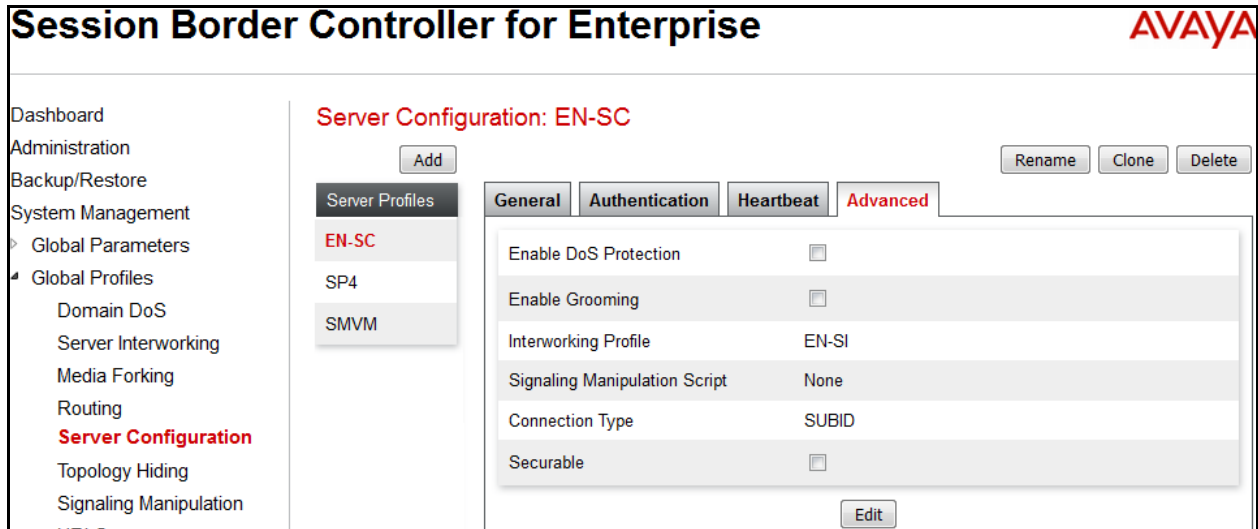 Session Border Controller for Enterprise
AVAYA
Dashboard
Administration
Backup/Restore
System Management
Global Parameters
Global Profiles
Domain DoS
Server Interworking
Media Forking
Routing
Server Configuration
Topology Hiding
Signaling Manipulation
Server Configuration: EN-SC
Add
Rename Clone Delete
Server Profiles
EN-SC
SP4
SMVM
General Authentication Heartbeat Advanced
Enable DoS Protection
Enable Grooming
Interworking Profile EN-SI
Signaling Manipulation Script None
Connection Type SUBID
Securable
Edit